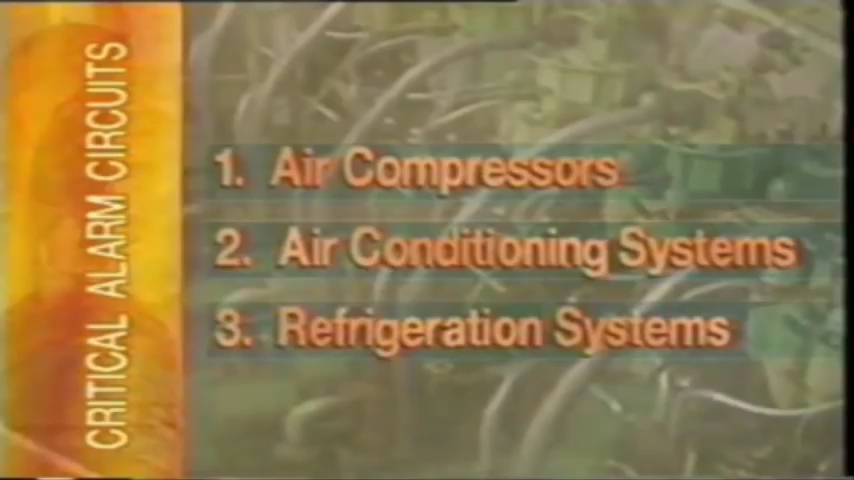 CRITICAL ALARM CIRCUITS
1. Air Compressors
2. Air Conditioning Systems
3. Refrigeration Systems